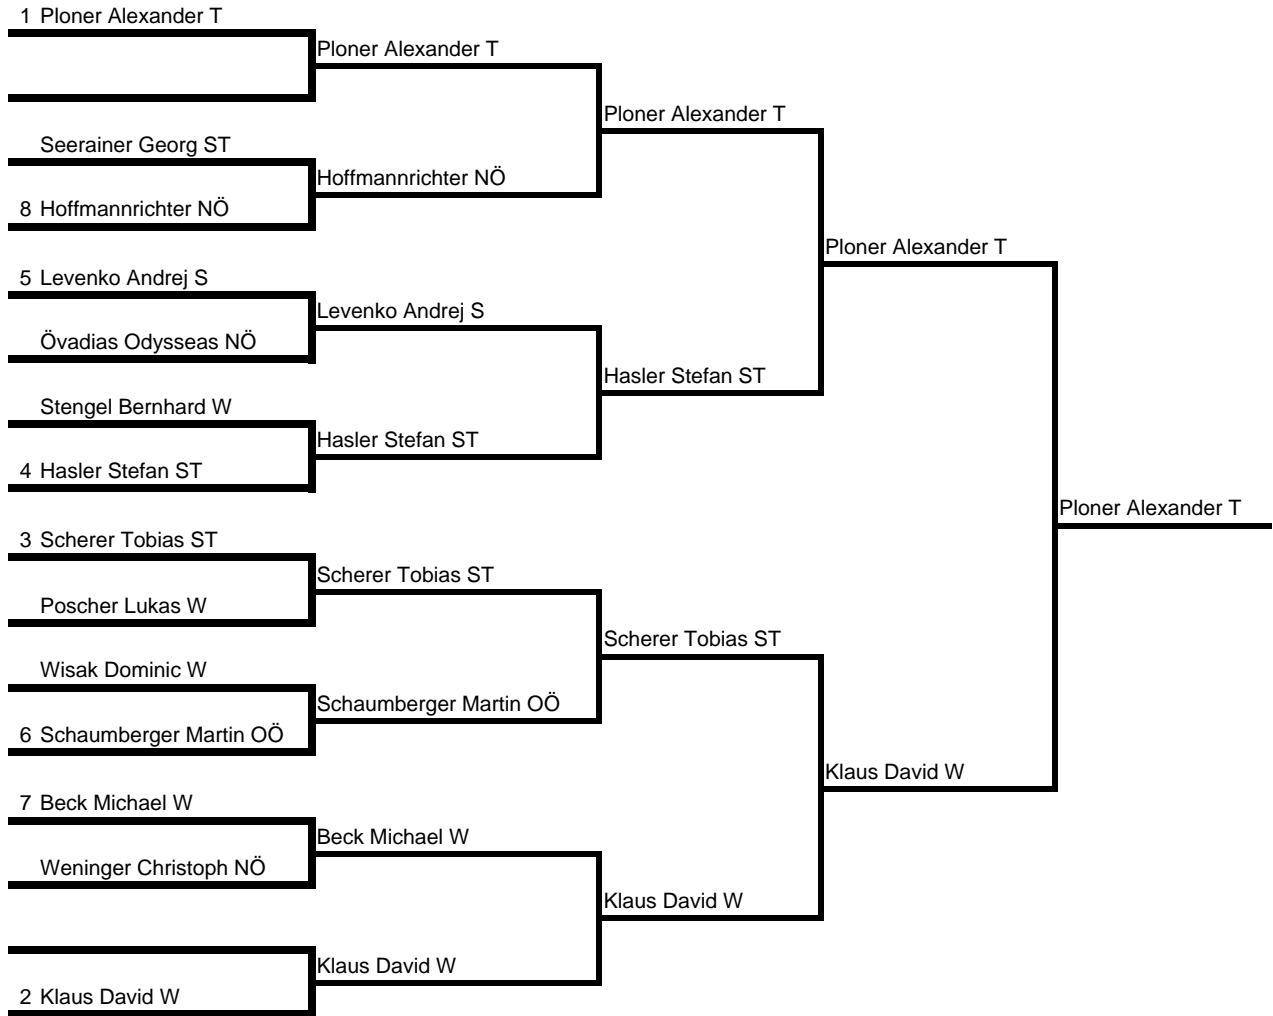 1 Ploner Alexander T
Ploner Alexander T
Ploner Alexander T
Seerainer Georg ST
Hoffmannrichter NÖ
8 Hoffmannrichter NÖ
Ploner Alexander T
5 Levenko Andrej S
Levenko Andrej S
Övadias Odysseas NÖ
Hasler Stefan ST
Stengel Bernhard W
Hasler Stefan ST
4 Hasler Stefan ST
Ploner Alexander T
3 Scherer Tobias ST
Scherer Tobias ST
Poscher Lukas W
Scherer Tobias ST
Wisak Dominic W
Schaumberger Martin OÖ
6 Schaumberger Martin OÖ
Klaus David W
7 Beck Michael W
Beck Michael W
Weninger Christoph NÖ
Klaus David W
Klaus David W
2 Klaus David W